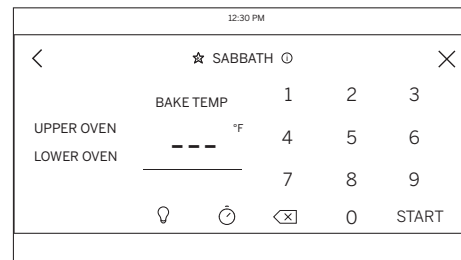 12:30 PM
SABBATH
BAKE TEMP
°F
UPPER OVEN
LOWER OVEN
1 2 3
4 5 6
7 8 9
0 START